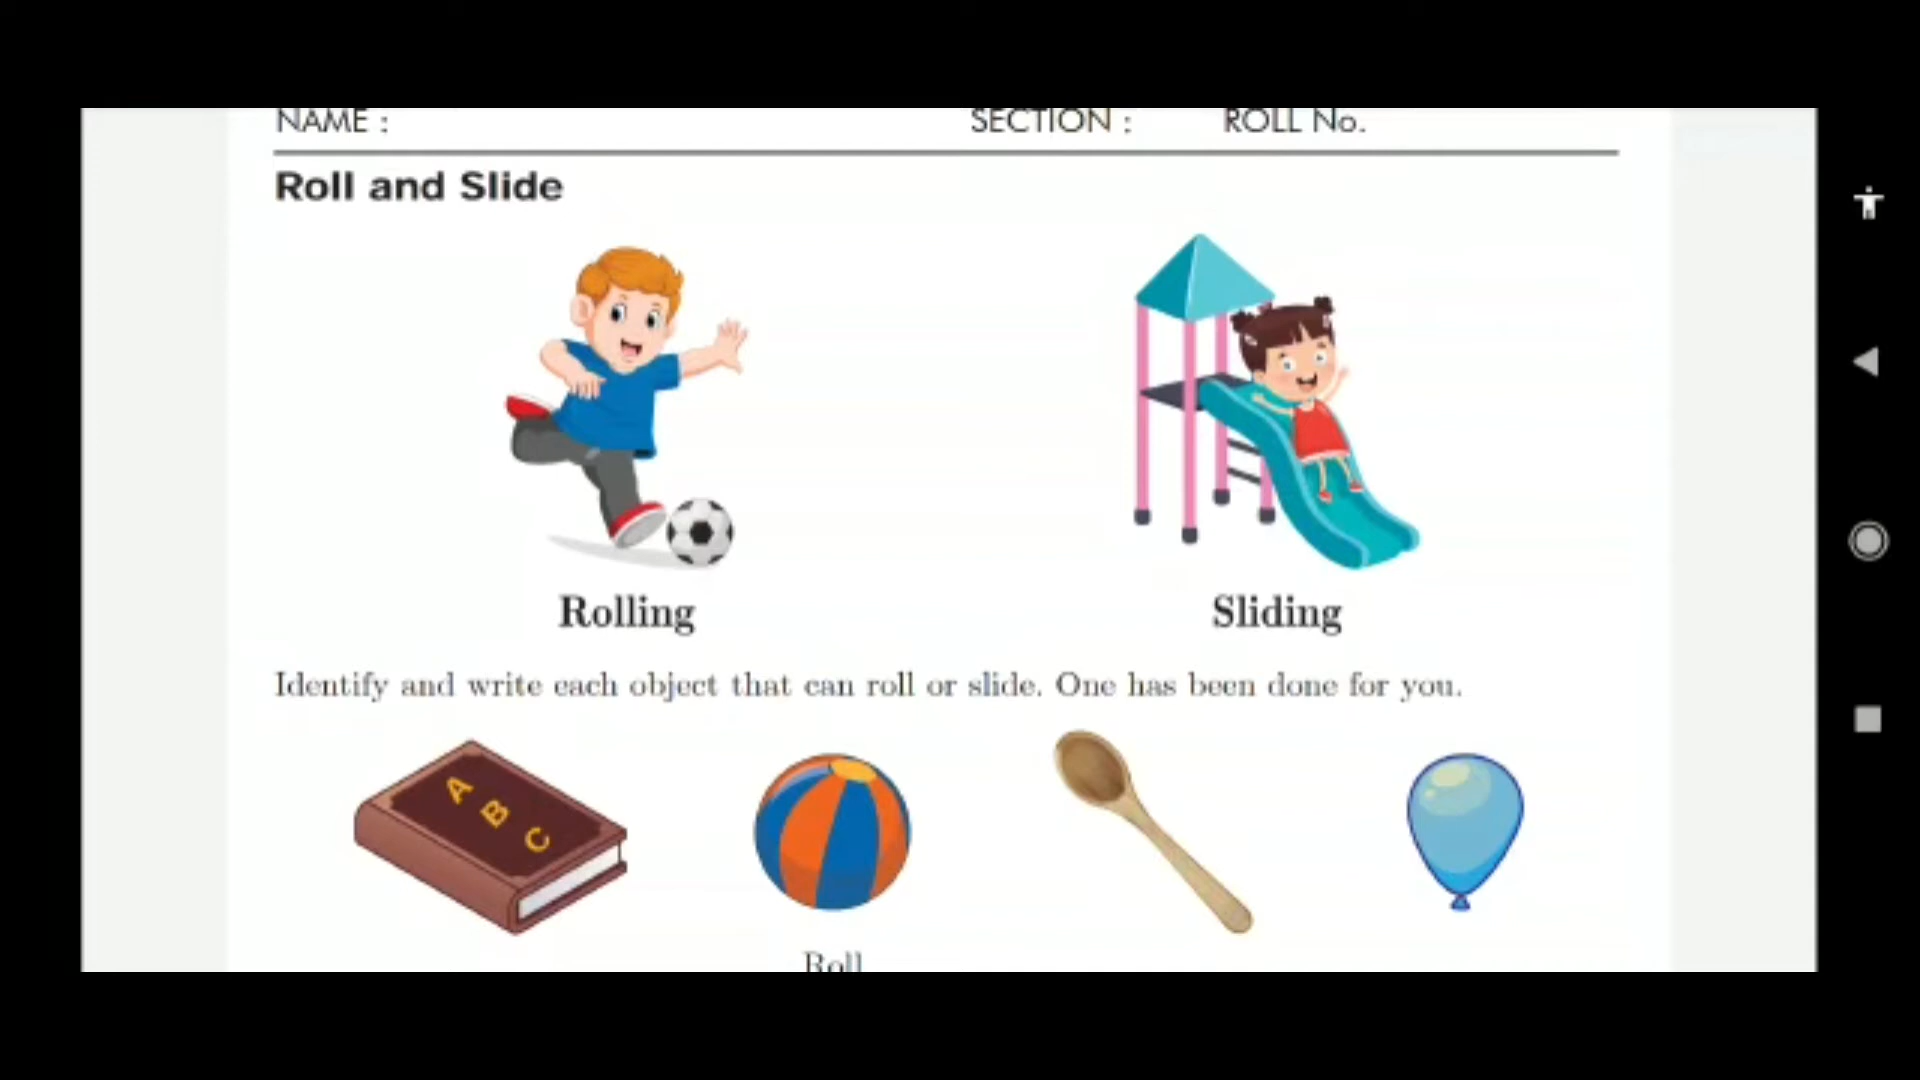 NAME : SECTION : ROLL No.
Roll and Slide
Rolling Sliding
Identify and write each object that can roll or slide. One has been done for you.
A
B
C
Roll